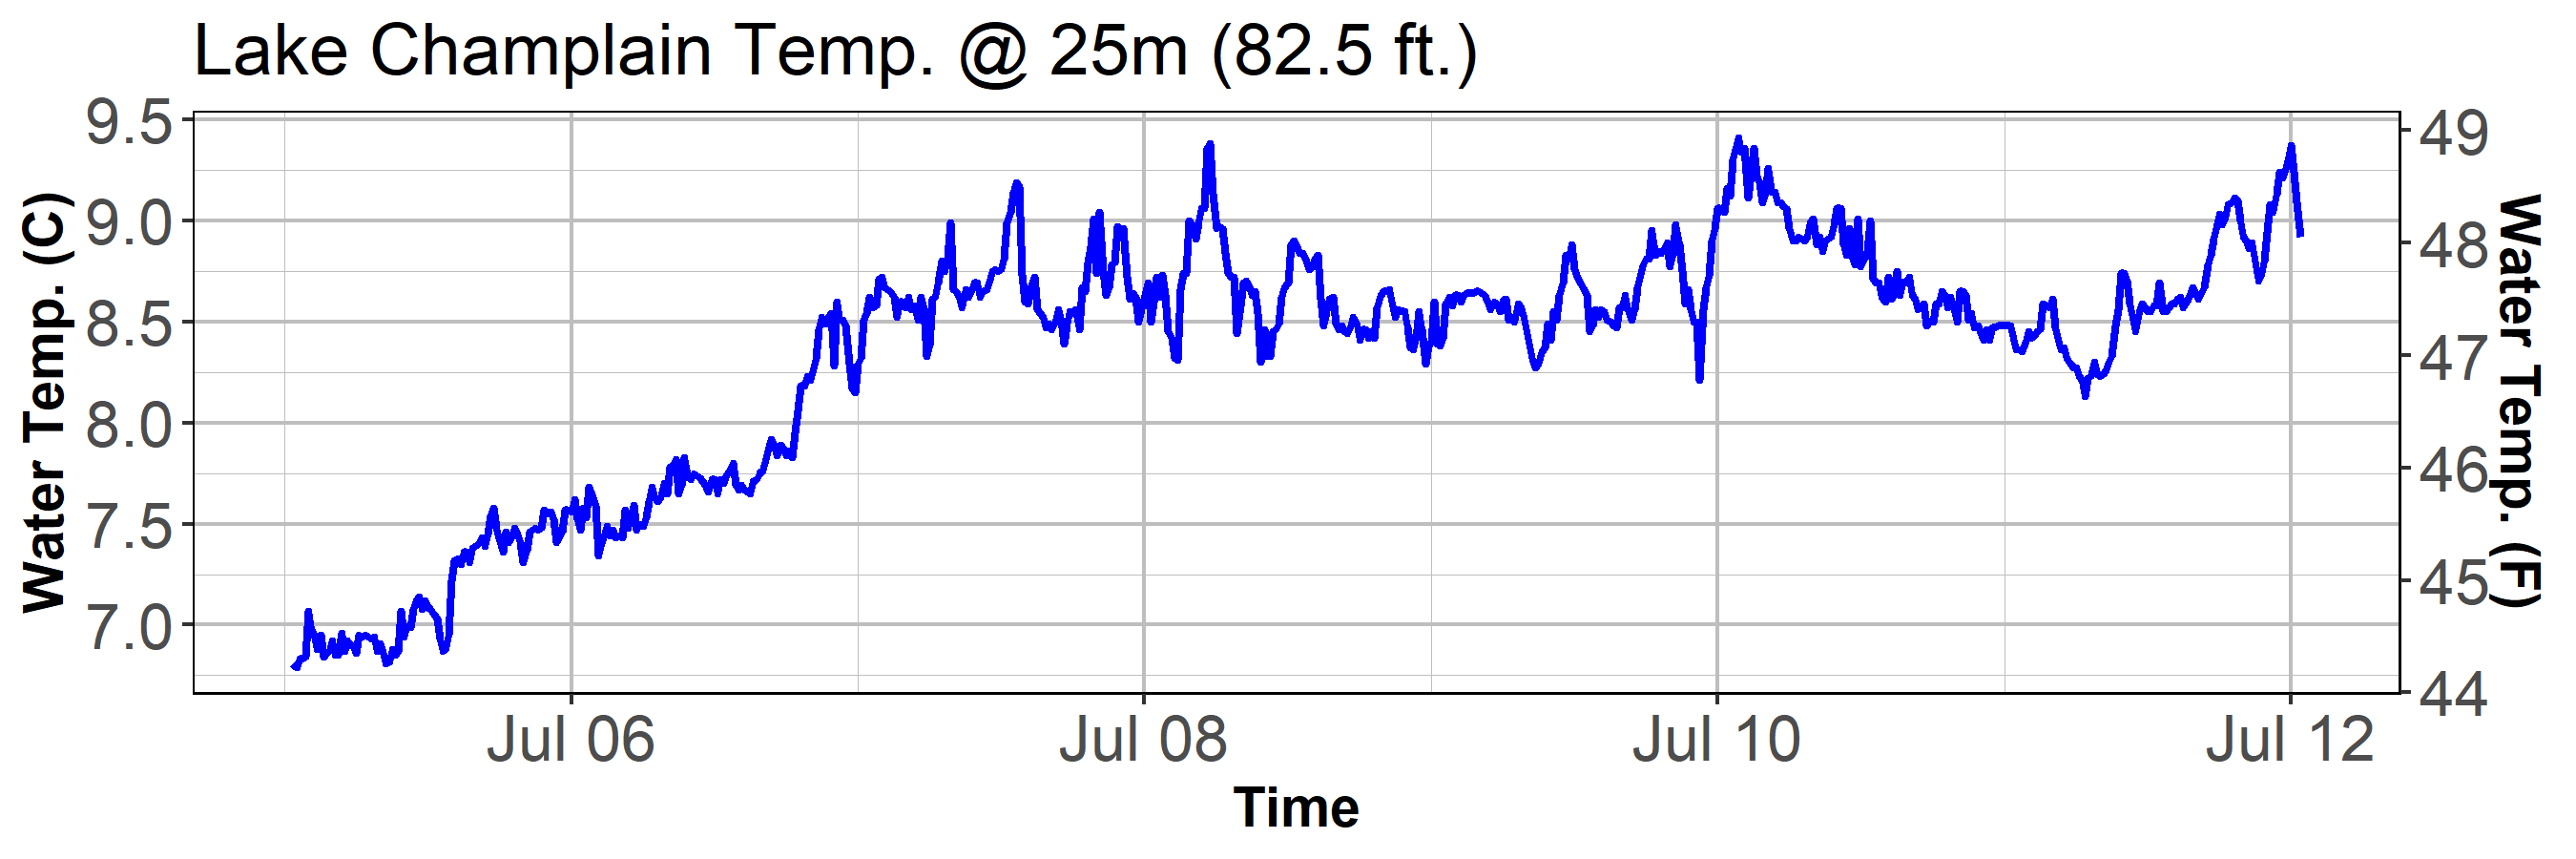 Lake Champlain Temp. @ 25m (82.5 ft.)
Water Temp. (C)
9.5
9.0
8.5
8.0
7.5
7.0
49
48
47
46
45
44
Water Temp. (F)
Jul 06 Jul 08 Jul 10 Jul 12
Time